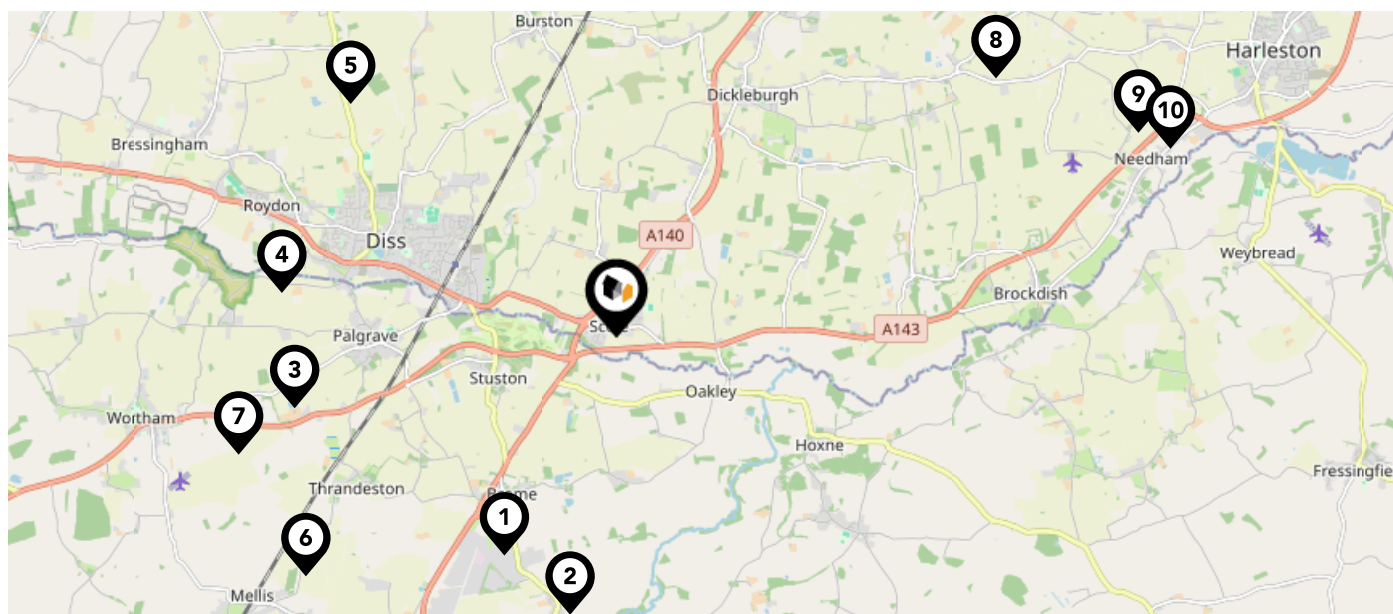 Burston
8
Harleston
5
Dickleburgh
9
10
Bressingham
Needham
Roydon
A140
Diss
4
Weybread
Brockdish
Palgrave
A143
3
Stuston
Oakley
7
Wortham
Hoxne
Fressingfie
Thrandeston
1
6
2
Mellis